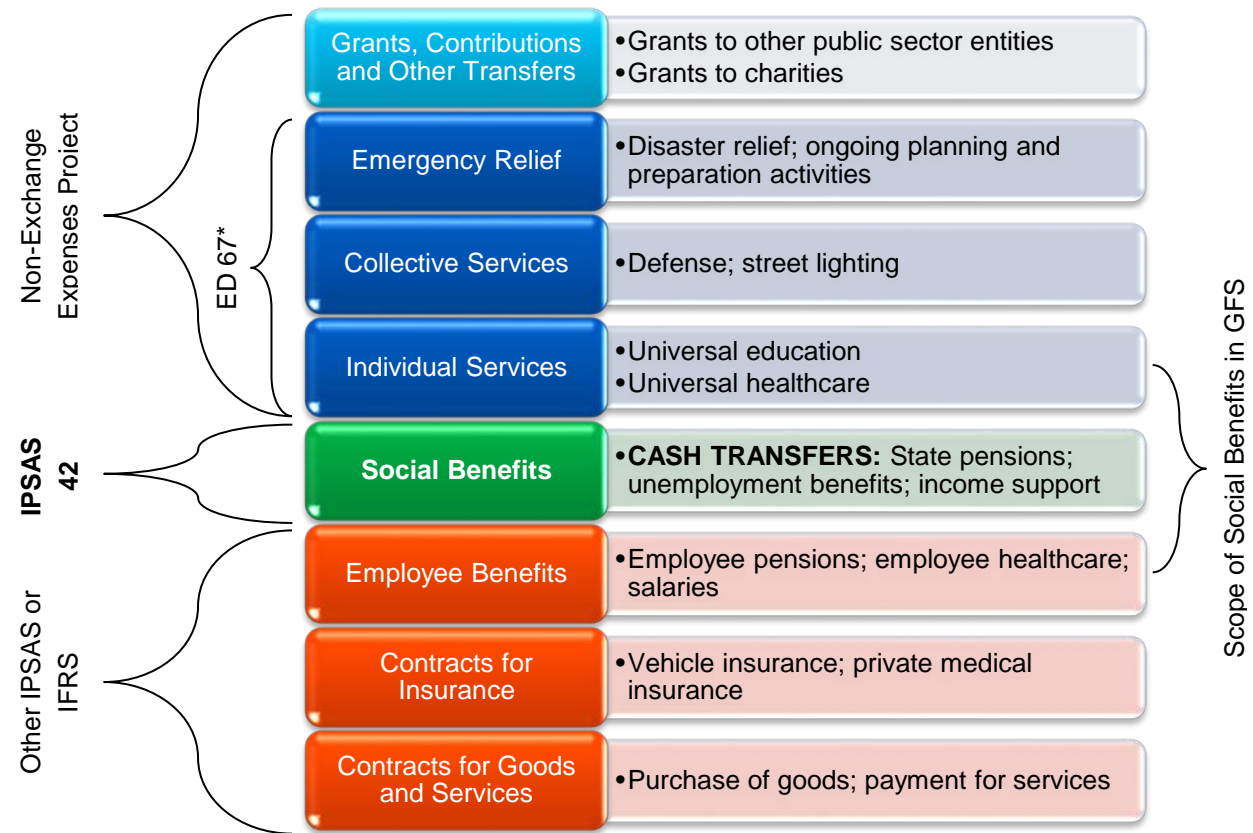 Non-Exchange
Expenses Project
ED 67*
IPSAS
42
Other IPSAS or
IFRS
Grants, Contributions
and Other Transfers
•Grants to other public sector entities
•Grants to charities
Emergency Relief
•Disaster relief; ongoing planning and
preparation activities
Collective Services
•Defense; street lighting
Individual Services
•Universal education
•Universal healthcare
Social Benefits
•CASH TRANSFERS: State pensions;
unemployment benefits; income support
Employee Benefits
•Employee pensions; employee healthcare;
salaries
Contracts for
Insurance
•Vehicle insurance; private medical
insurance
Contracts for Goods
and Services
•Purchase of goods; payment for services
Scope of Social Benefits in GFS